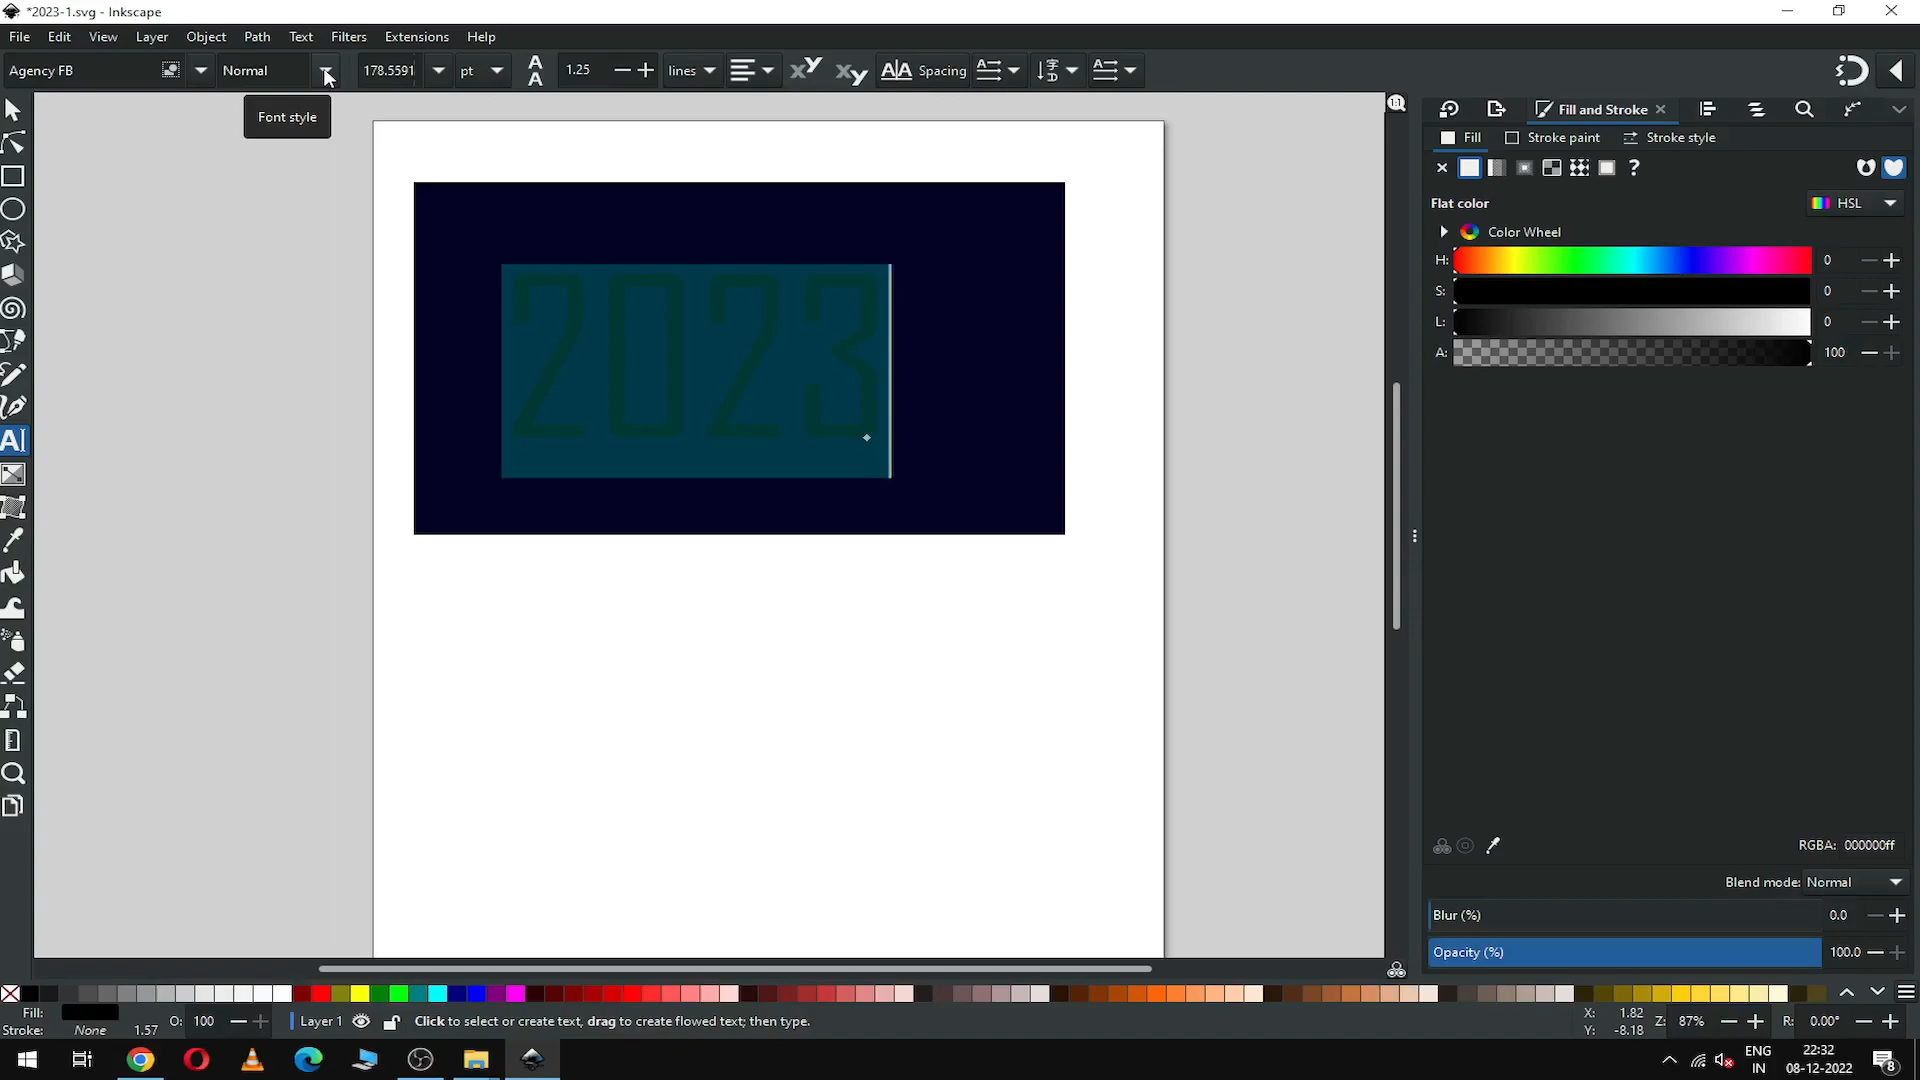 *2023-1.svg - Inkscape
File Edit View Layer Object Path Text Filters Extensions Help
Agency FB Normal 178.5591 pt 1.25 lines Spacing
Font style
2023
Fill and Stroke
Fill Stroke paint Stroke style
Flat color HSL
Color Wheel
H: 0
S: 0
L: 0
A: 100
RGBA: 000000ff
Blend mode: Normal
Blur (%) 0.0
Opacity (%) 100.0
Fill:
Stroke: None 1.57 O: 100 Layer 1 Click to select or create text, drag to create flowed text; then type.
X: 1.82
Y: -8.18
Z: 87% R: 0.00°
ENG
IN
22:32
08-12-2022
8